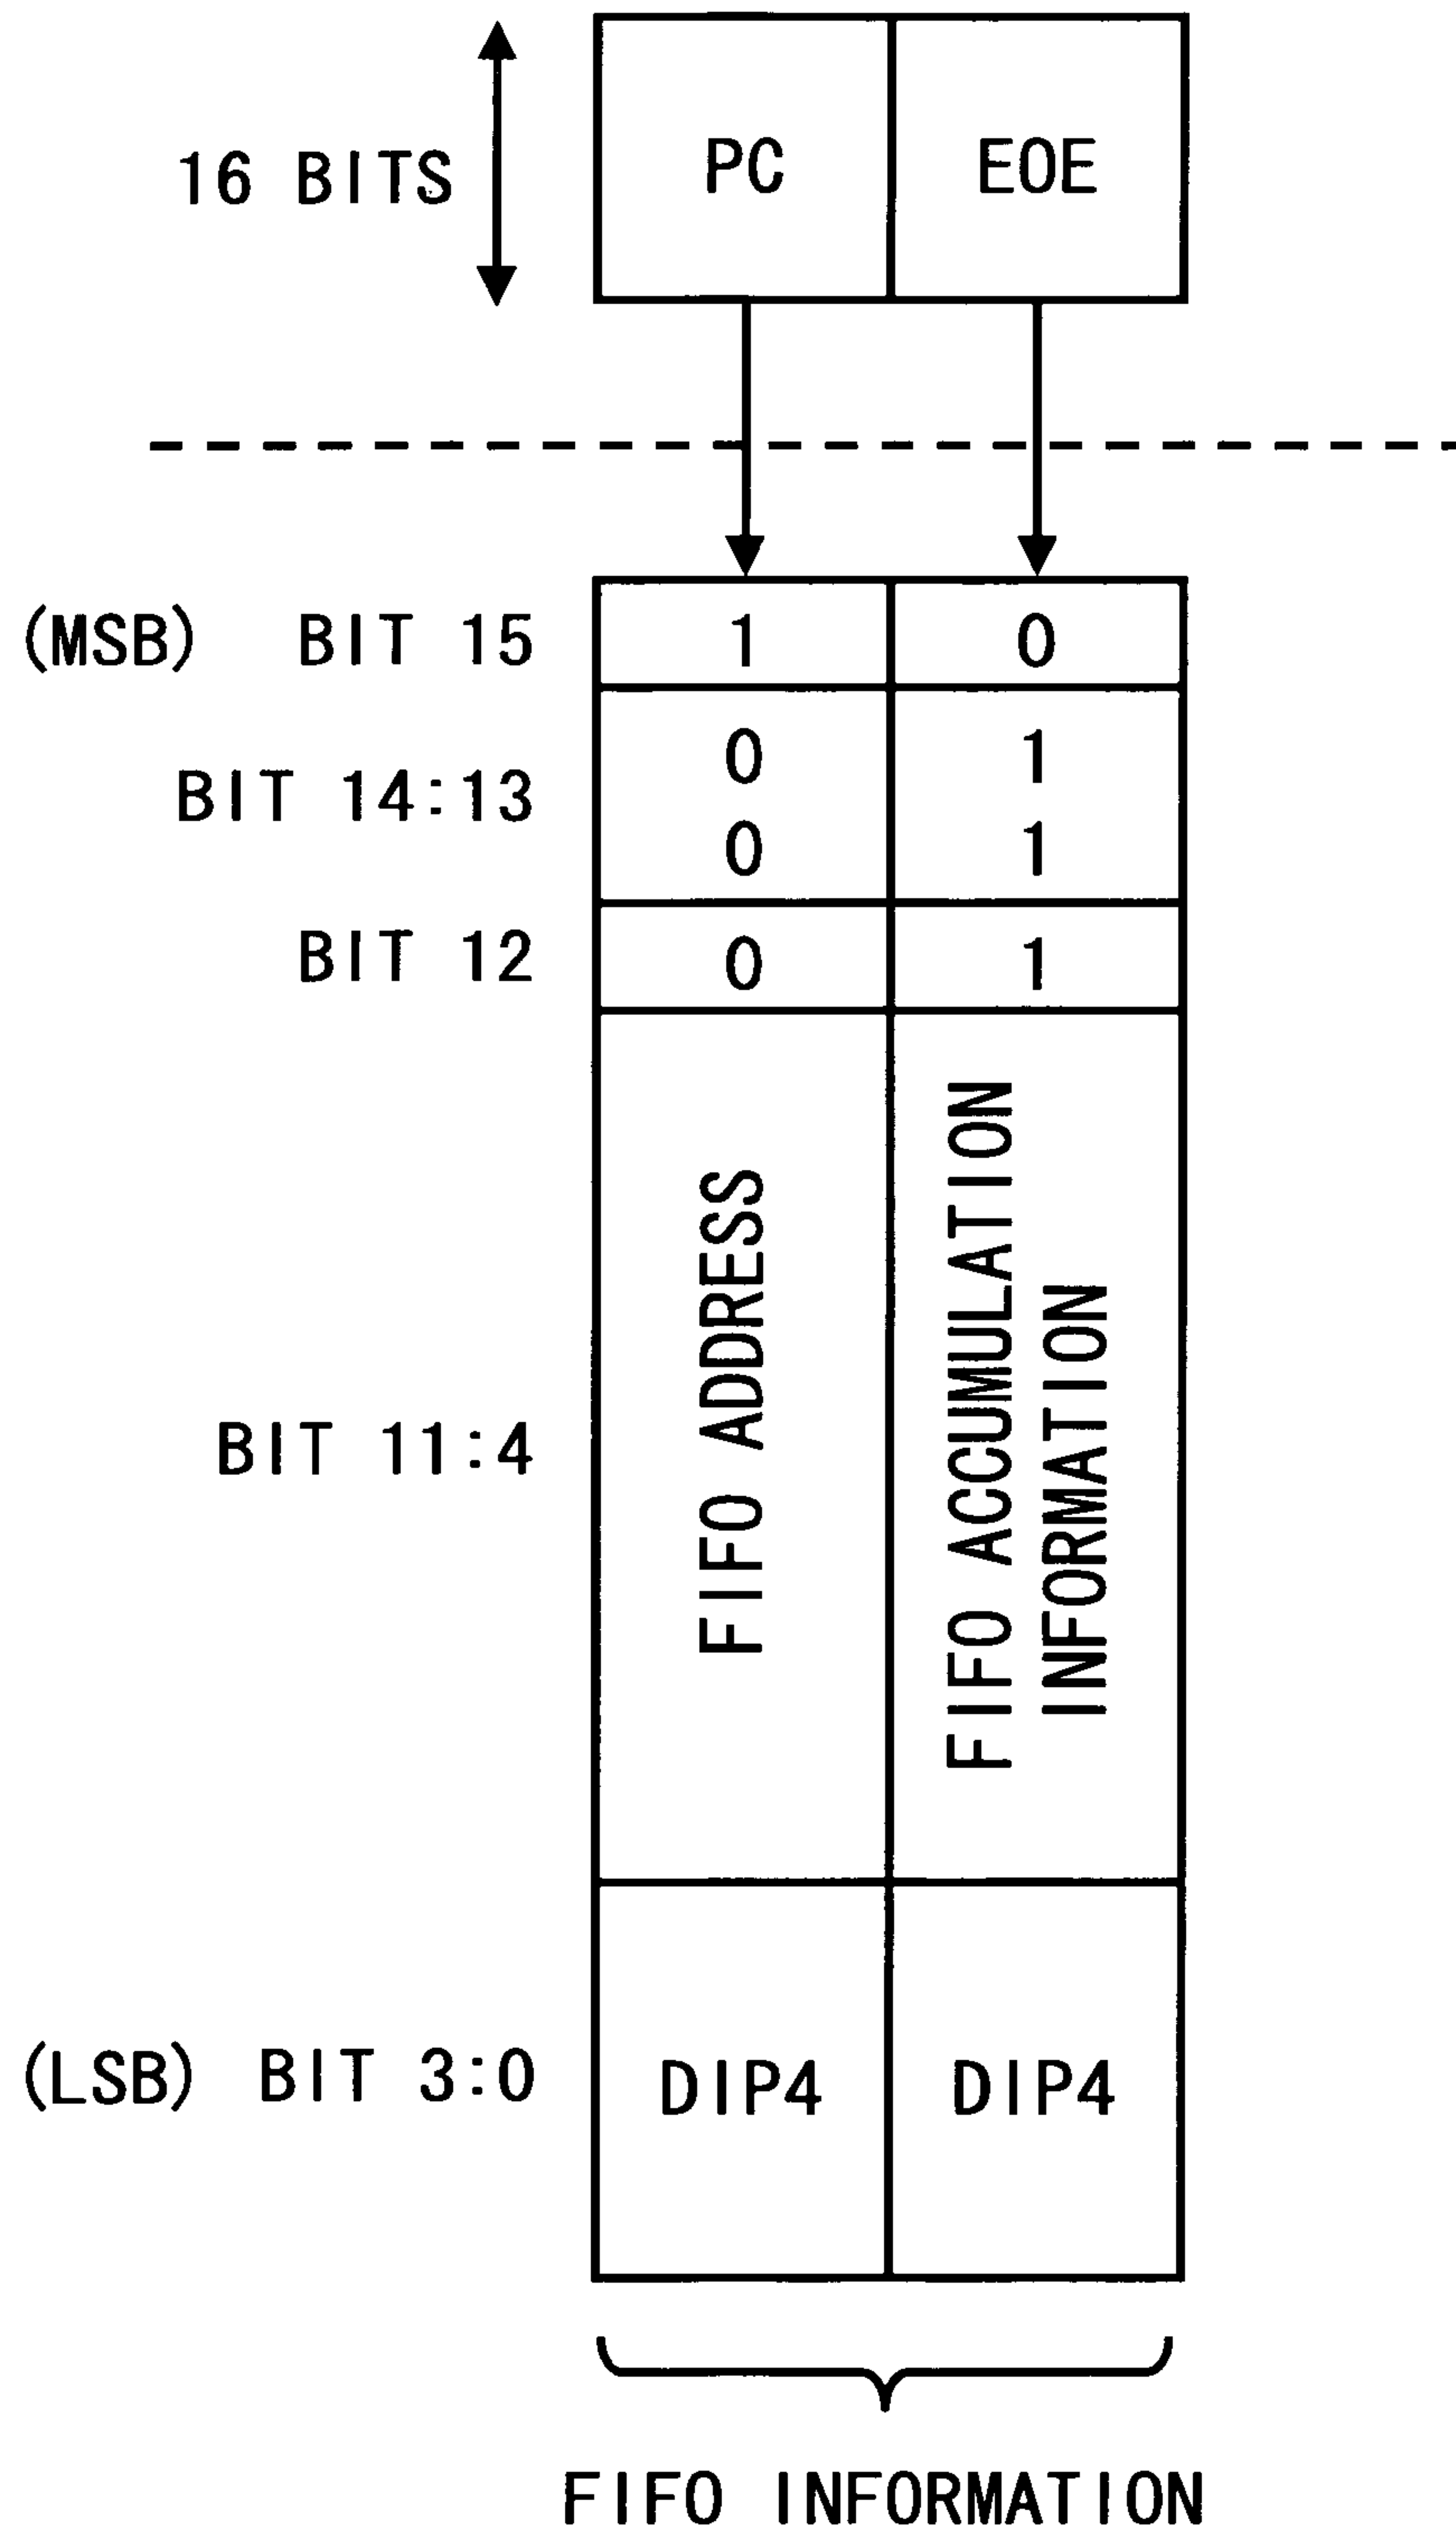 16 BITS PC EOE
(MSB) BIT 15 1 0
BIT 14:13 0 1
0 1
BIT 12 0 1
BIT 11:4 FIFO ADDRESS FIFO ACCUMULATION
INFORMATION
(LSB) BIT 3:0 DIP4 DIP4
FIFO INFORMATION